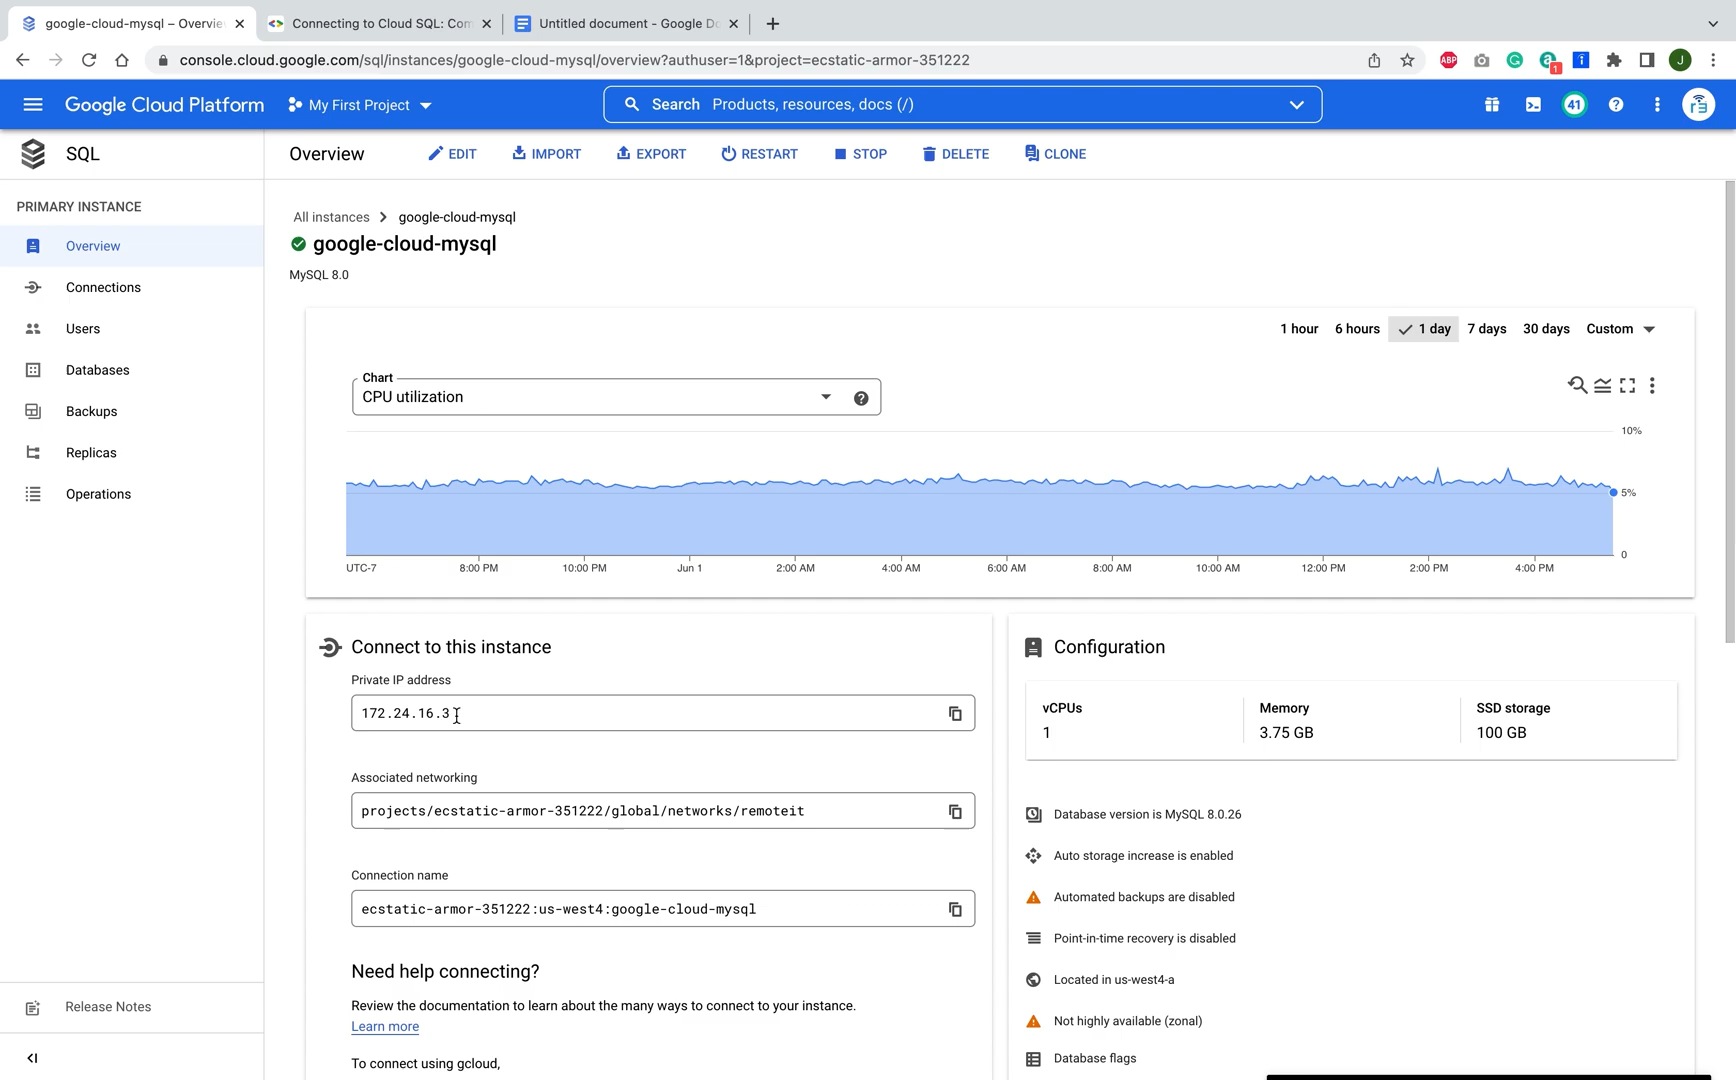 google-cloud-mysql – Overvie
Connecting to Cloud SQL: Com
Untitled document - Google Do
console.cloud.google.com/sql/instances/google-cloud-mysql/overview?authuser=1&project=ecstatic-armor-351222
ABP
1
J
Google Cloud Platform
My First Project
Search Products, resources, docs (/)
41
SQL
Overview
EDIT
IMPORT
EXPORT
RESTART
STOP
DELETE
CLONE
PRIMARY INSTANCE
Overview
Connections
Users
Databases
Backups
Replicas
Operations
Release Notes
All instances
google-cloud-mysql
google-cloud-mysql
MySQL 8.0
1 hour
6 hours
1 day
7 days
30 days
Custom
Chart
CPU utilization
10%
5%
0
UTC-7
8:00 PM
10:00 PM
Jun 1
2:00 AM
4:00 AM
6:00 AM
8:00 AM
10:00 AM
12:00 PM
2:00 PM
4:00 PM
Connect to this instance
Private IP address
172.24.16.3
Associated networking
projects/ecstatic-armor-351222/global/networks/remoteit
Connection name
ecstatic-armor-351222:us-west4:google-cloud-mysql
Need help connecting?
Review the documentation to learn about the many ways to connect to your instance.
Learn more
To connect using gcloud,
Configuration
vCPUs
1
Memory
3.75 GB
SSD storage
100 GB
Database version is MySQL 8.0.26
Auto storage increase is enabled
Automated backups are disabled
Point-in-time recovery is disabled
Located in us-west4-a
Not highly available (zonal)
Database flags